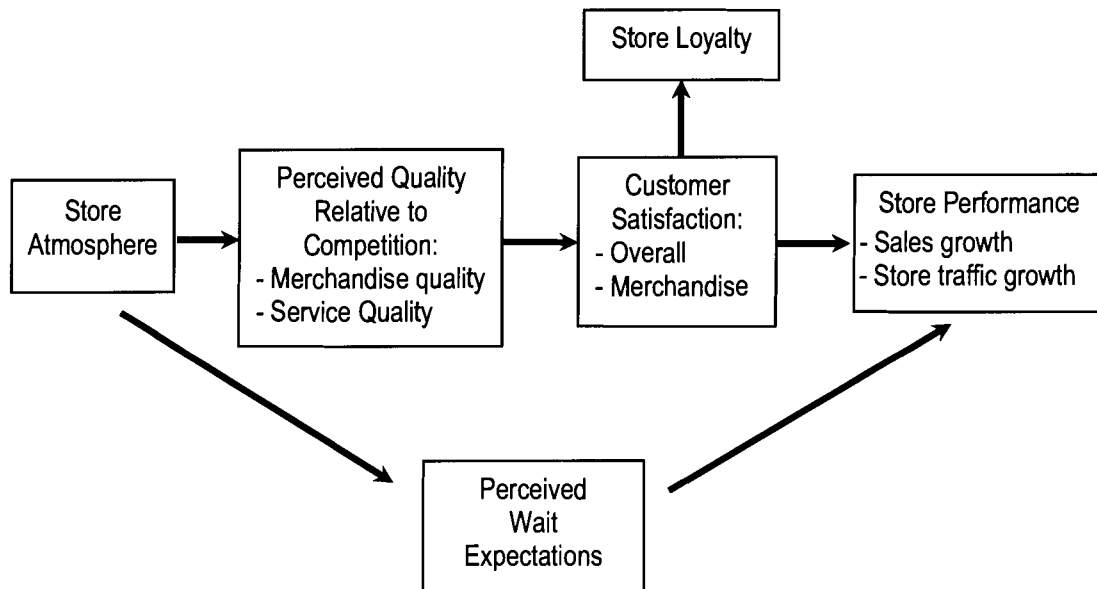 Store Loyalty
Store
Atmosphere
Perceived Quality
Relative to
Competition:
- Merchandise quality
- Service Quality
Customer
Satisfaction:
- Overall
- Merchandise
Store Performance
- Sales growth
- Store traffic growth
Perceived
Wait
Expectations